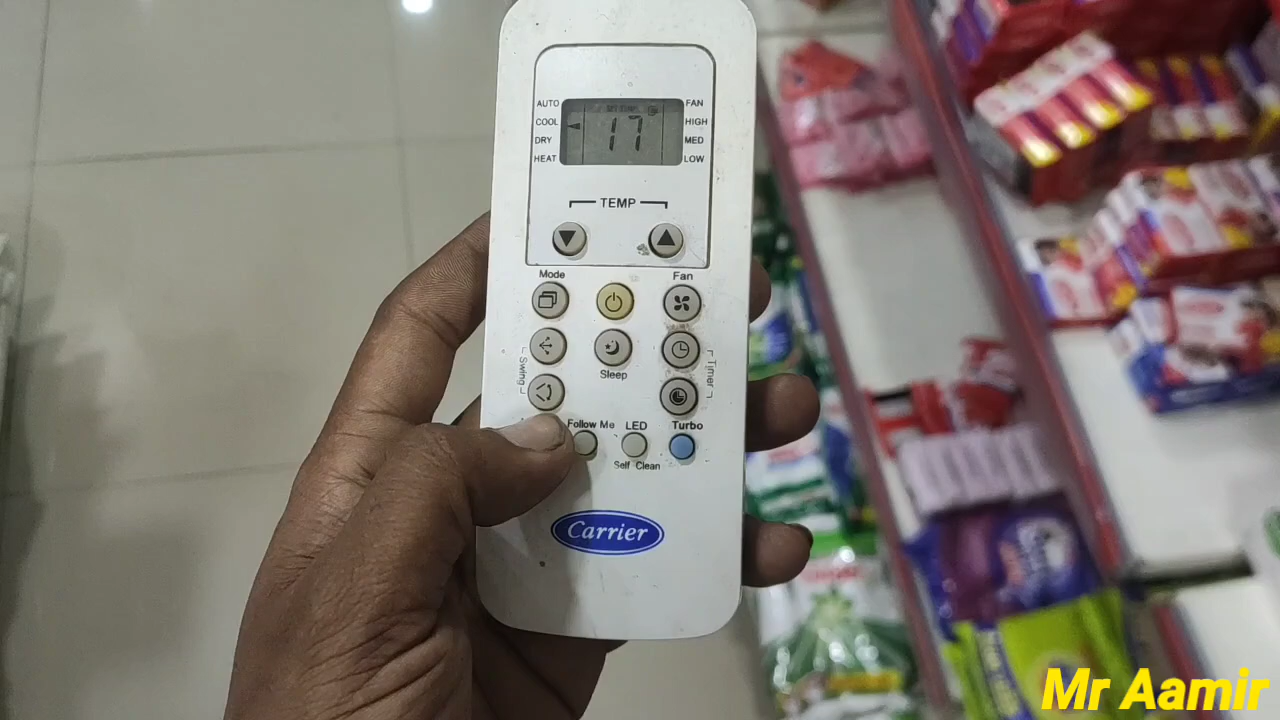 AUTO FAN
COOL HIGH
DRY MED
HEAT LOW
17
TEMP
Mode Fan
Swing
Timer
Sleep
Follow Me LED Turbo
Self Clean
Carrier
Mr Aamir